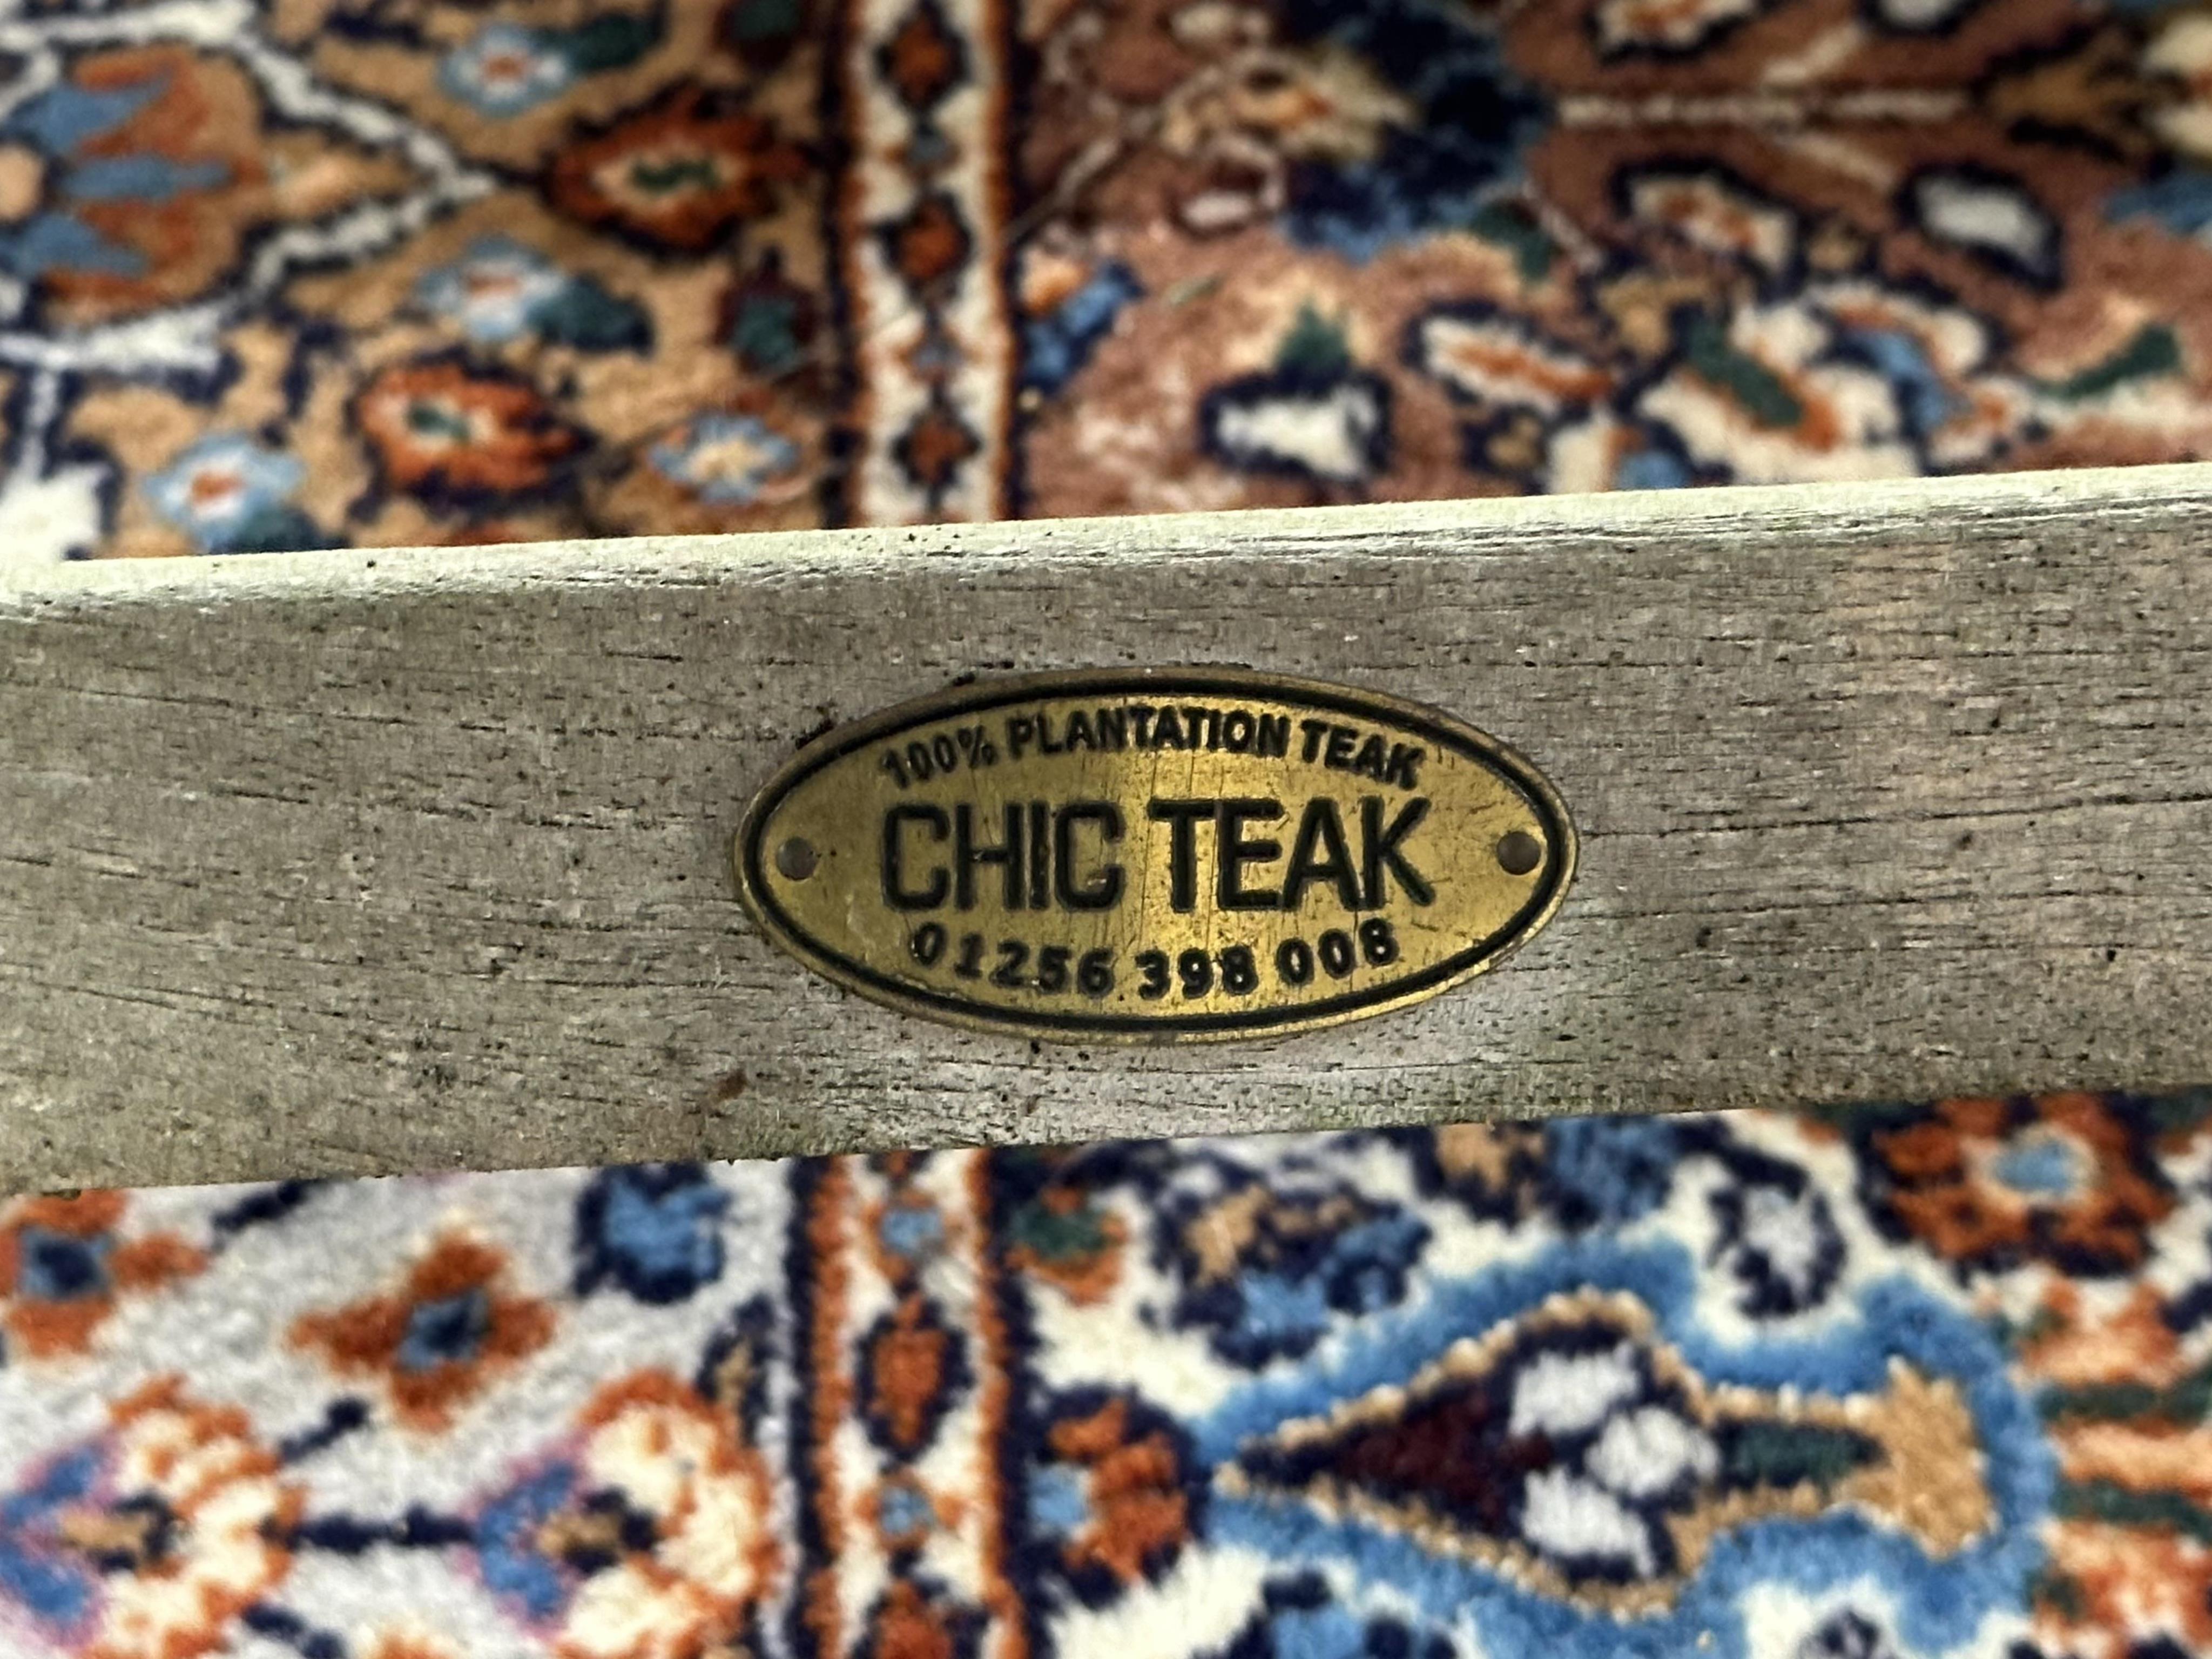 100% PLANTATION TEAK
CHIC TEAK
01256 398 008